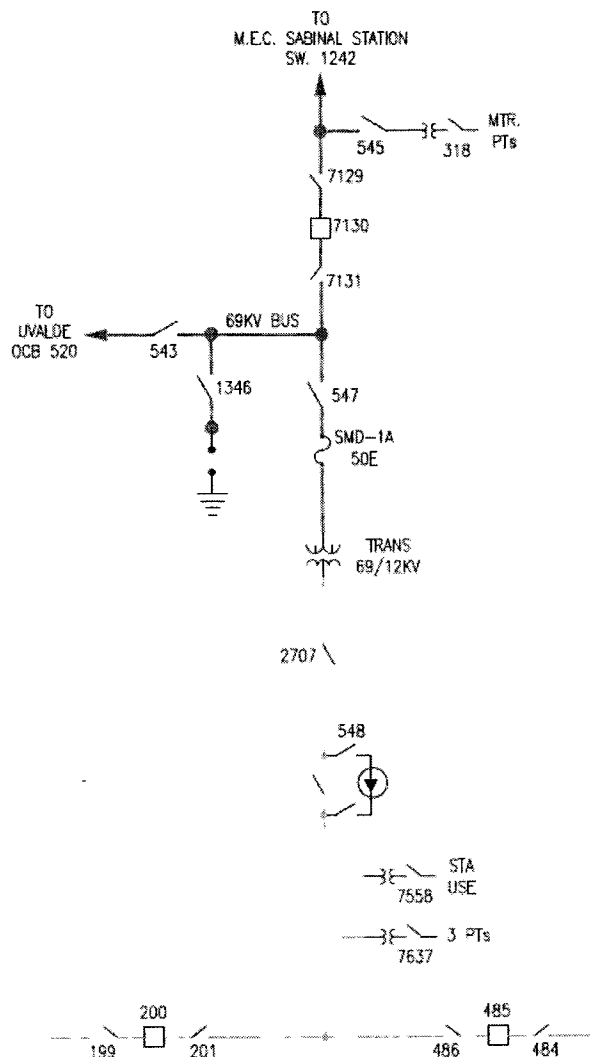 TO
M.E.C. SABINAL STATION
SW. 1242
MTR.
PTs
545
318
7129
7130
7131
TO
UVALDE
OCB 520
69KV BUS
543
1346
547
SMD-1A
50E
TRANS
69/12KV
2707
548
STA
USE
7558
3 PTs
7637
200
485
199
201
486
484